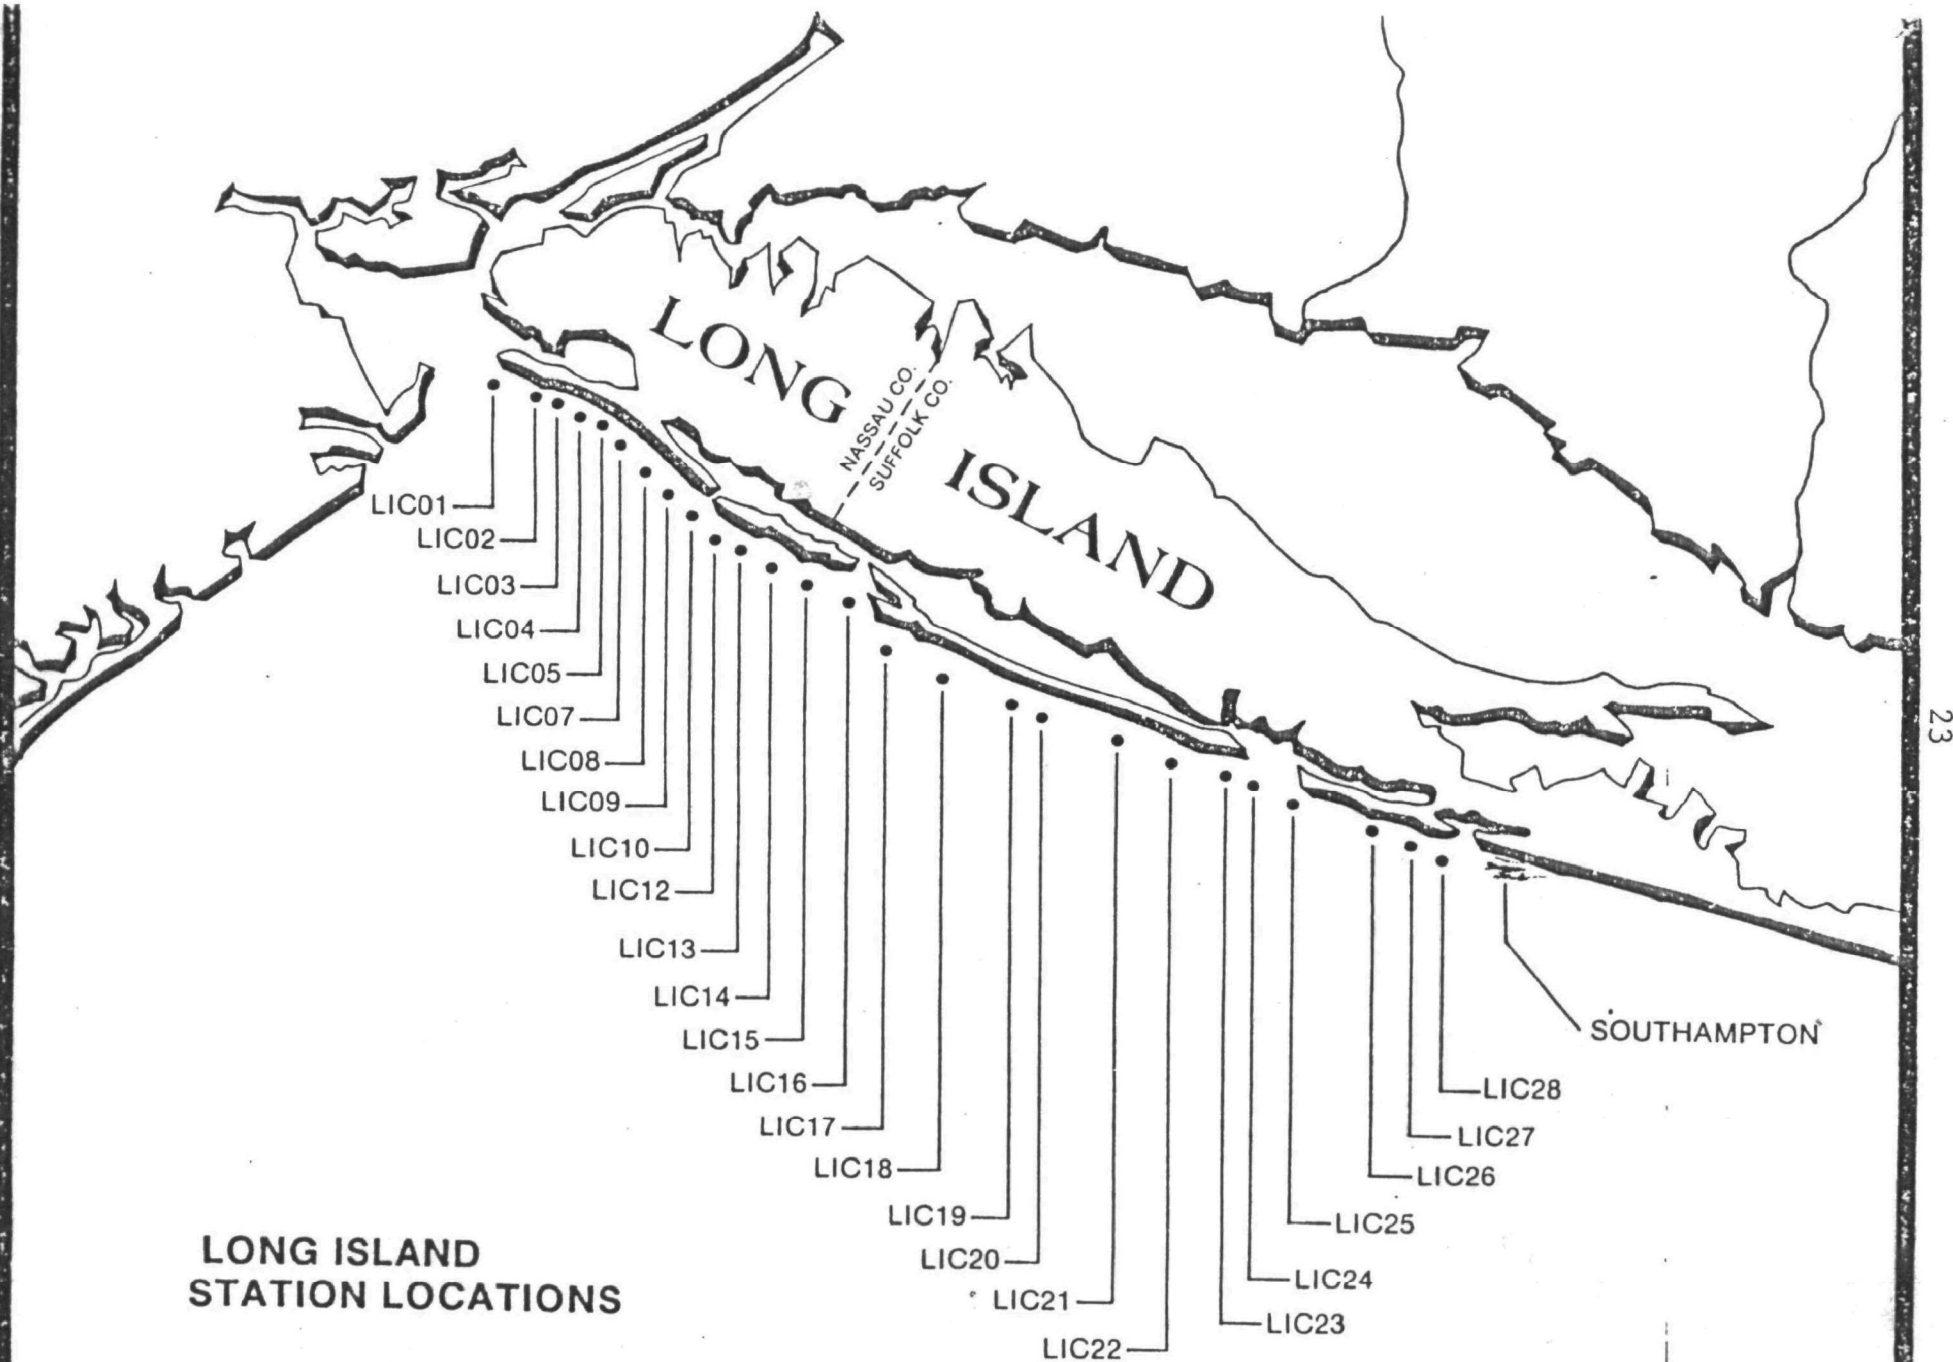 LONG
ISLAND
NASSAU CO.
SUFFOLK CO.
LIC01
LIC02
LIC03
LIC04
LIC05
LIC07
LIC08
LIC09
LIC10
LIC12
LIC13
LIC14
LIC15
LIC16
LIC17
LIC18
LIC19
LIC20
LIC21
LIC22
LIC23
LIC24
LIC25
LIC26
LIC27
LIC28
SOUTHAMPTON
LONG ISLAND
STATION LOCATIONS
23